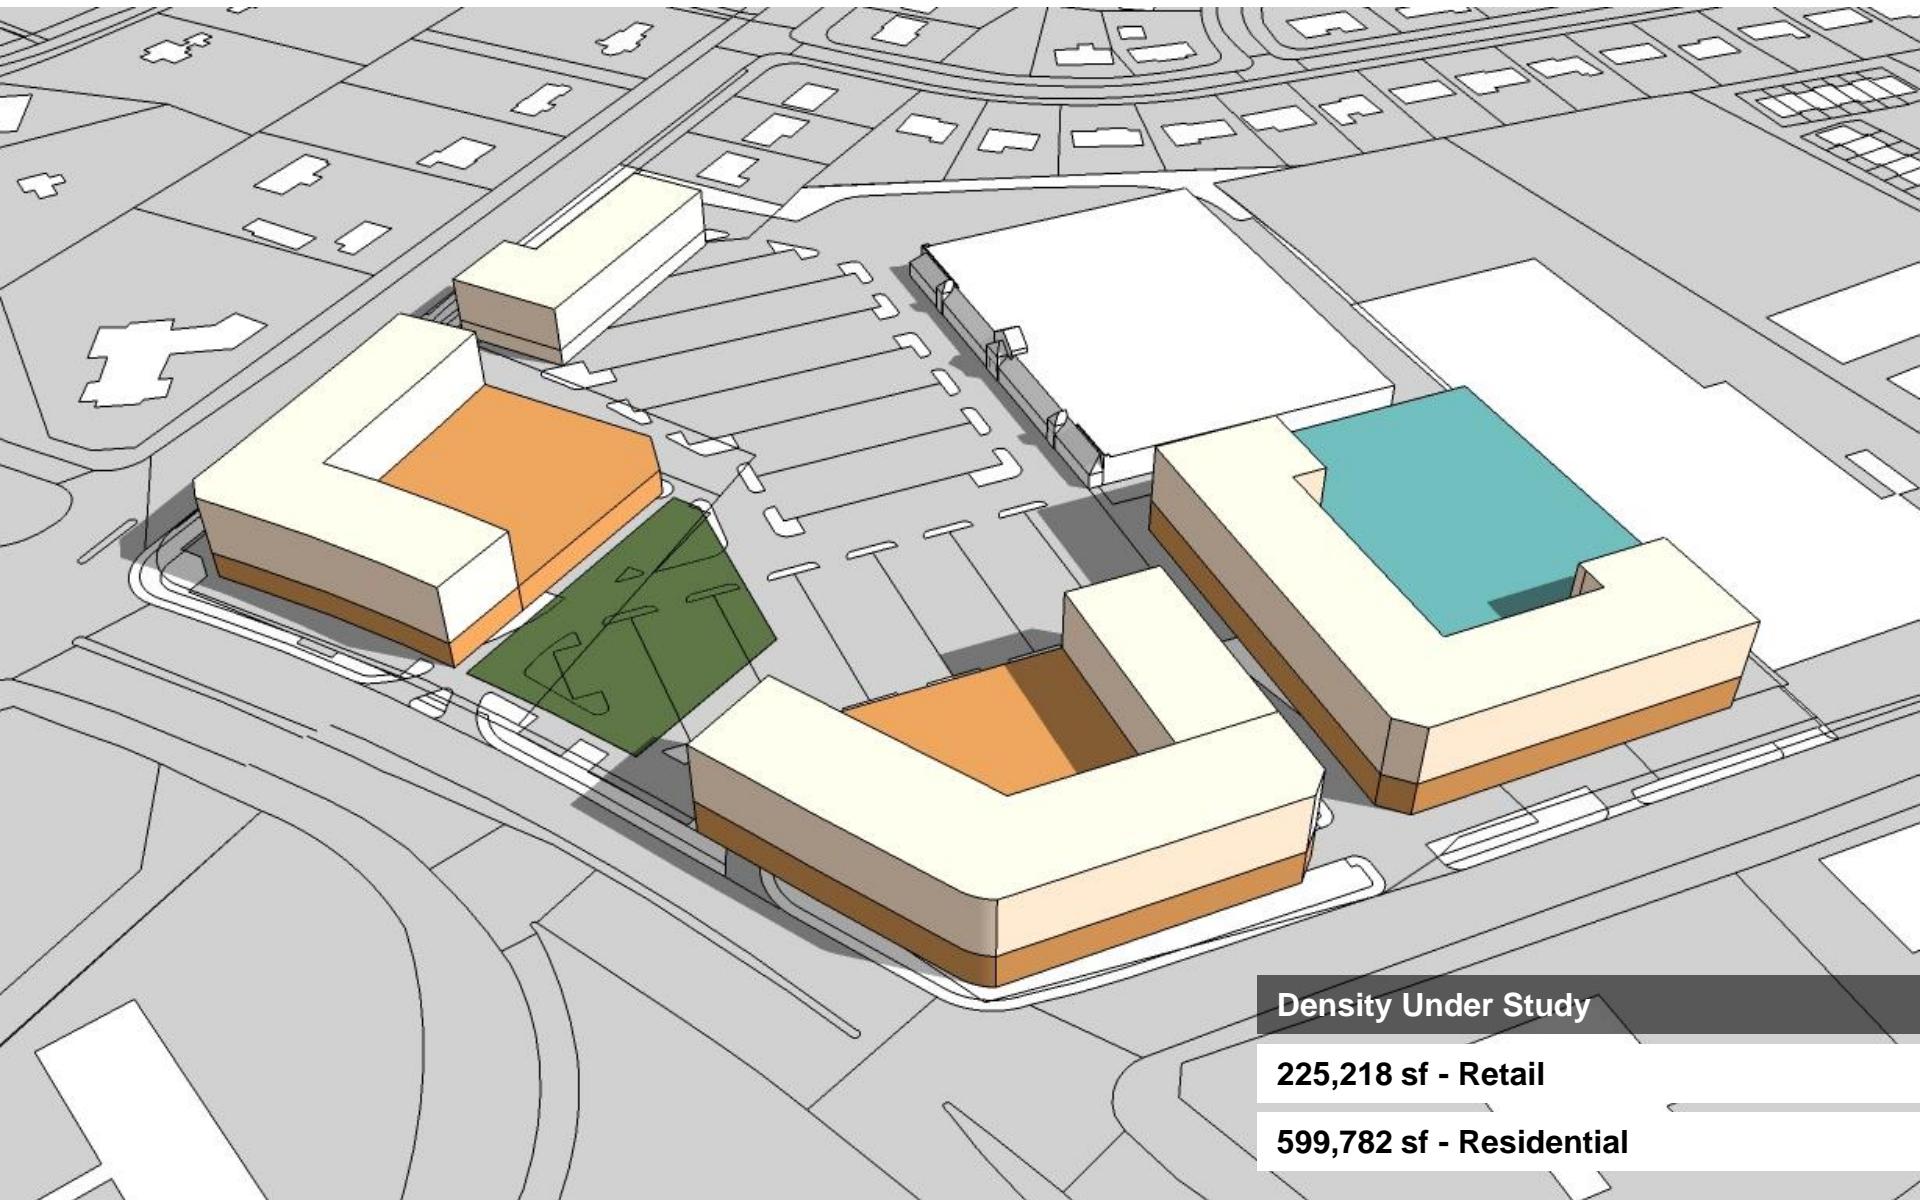 Density Under Study
225,218 sf - Retail
599,782 sf - Residential